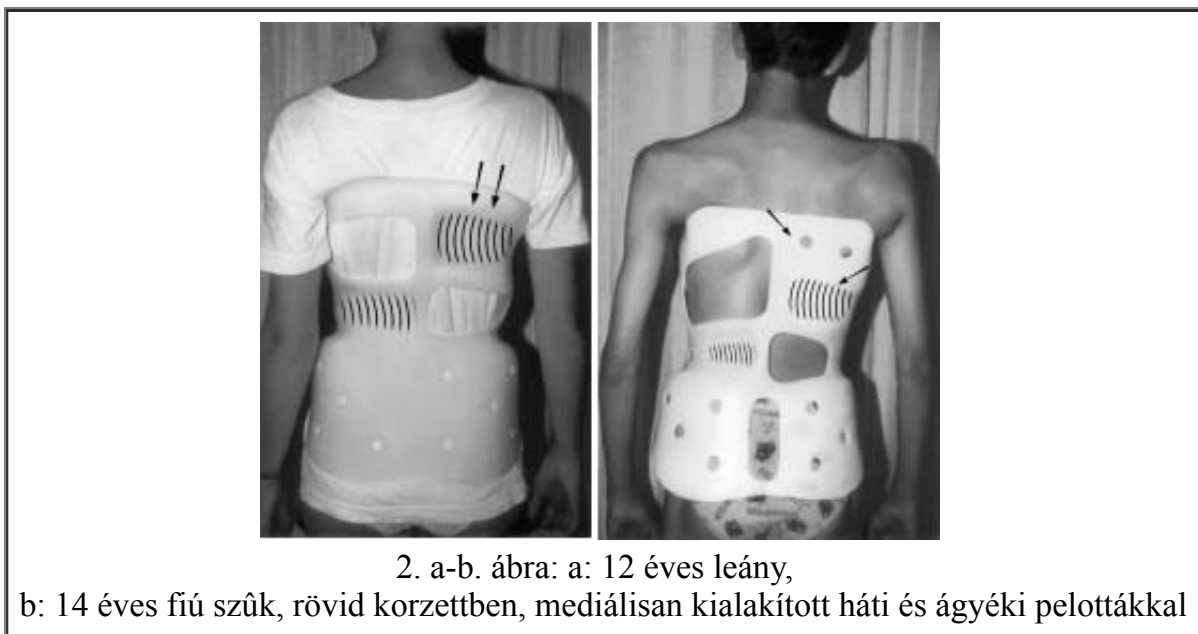 2. a-b. ábra: a: 12 éves leány,
b: 14 éves fiú szûk, rövid korzettben, mediálisan kialakított háti és ágyéki pelottákkal